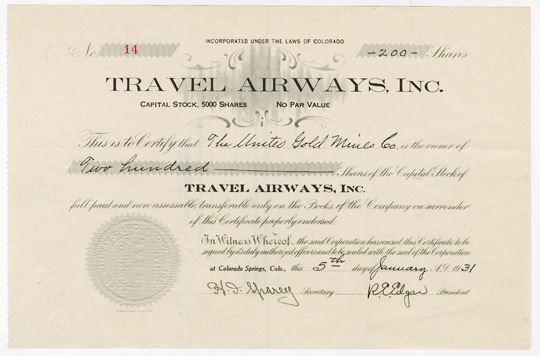 INCORPORATED UNDER THE LAWS OF COLORADO
No. 14 -200- Shares
TRAVEL AIRWAYS, INC.
CAPITAL STOCK, 5000 SHARES NO PAR VALUE
This is to Certify that The Unites Gold Mines Co. is the owner of
Two hundred Shares of the Capital Stock of
TRAVEL AIRWAYS, INC.
full paid and non-assessable transferable only on the Books of the Company on surrender
of this Certificate properly endorsed.
In Witness Whereof, the said Corporation has caused this Certificate to be
signed by its duly authorized officers and to be sealed with the seal of the Corporation
at Colorado Springs, Colo., this 5th day of January A.D. 1931
Secretary R.E. Edgar President